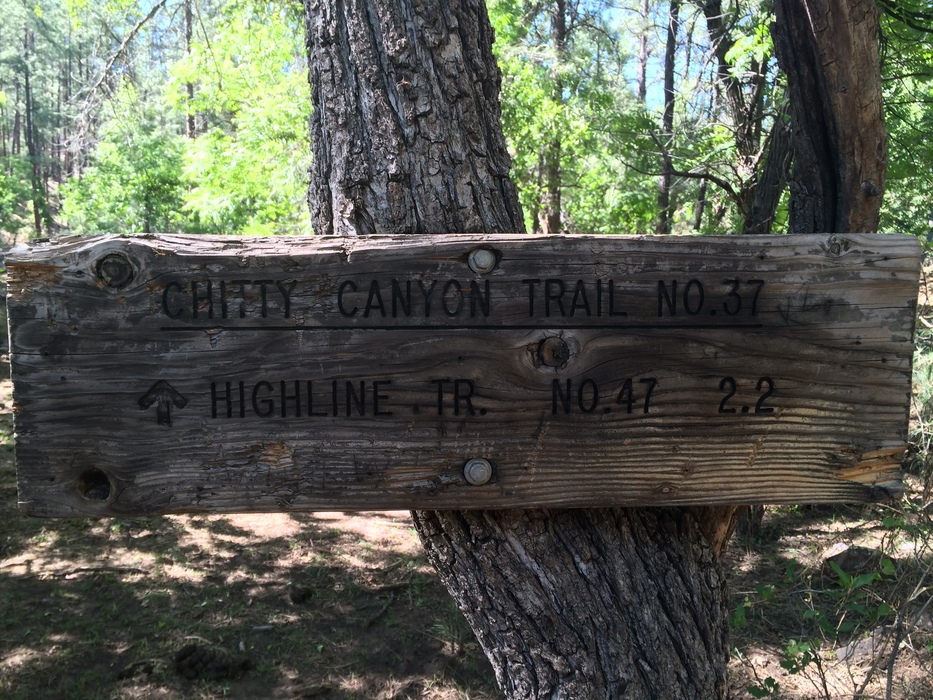 CHITTY CANYON TRAIL NO.37
↑ HIGHLINE TR. NO.47 2.2